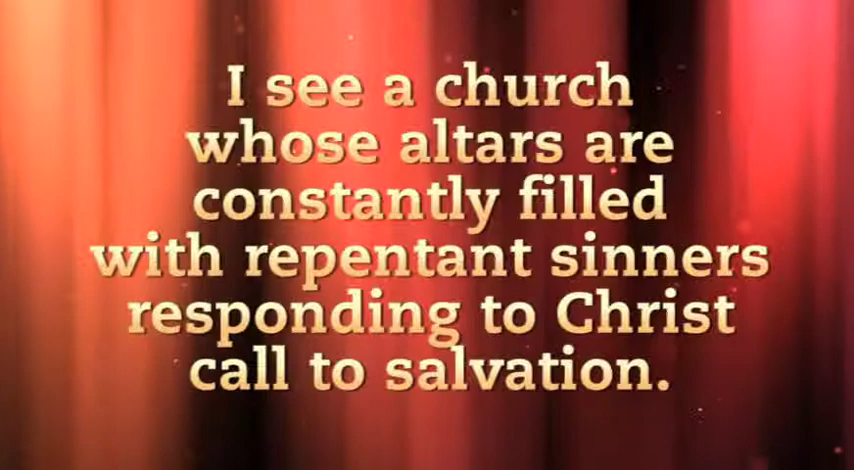 I see a church
whose altars are
constantly filled
with repentant sinners
responding to Christ
call to salvation.